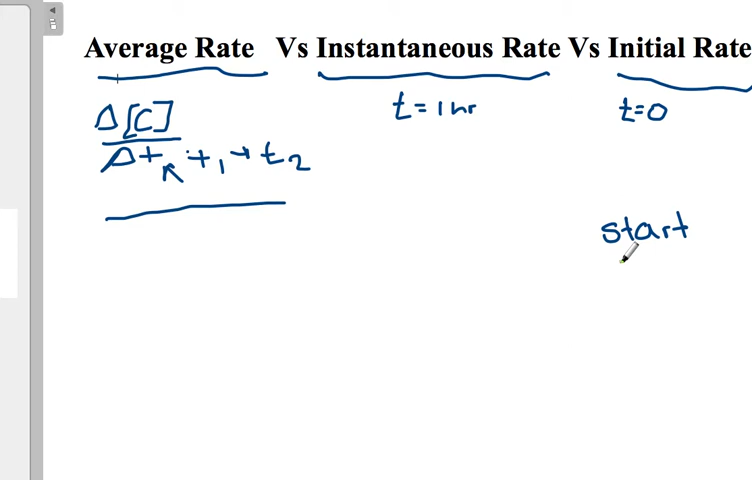 Average Rate Vs Instantaneous Rate Vs Initial Rate
Δ[C] t = 1 hr t=0
Δt t1 → t2
start